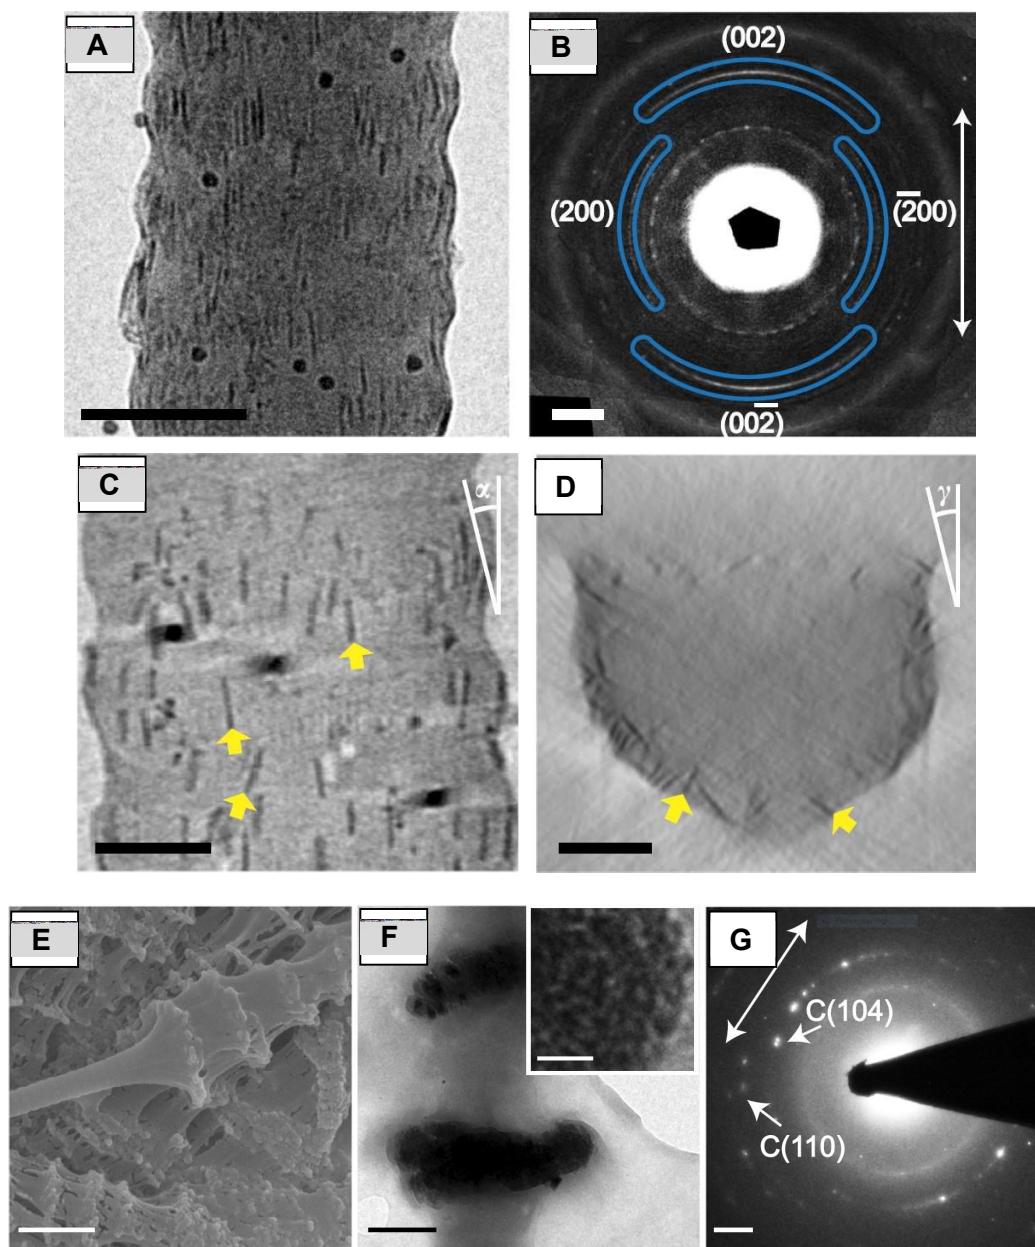 A
B
(002)
(200)
(2̅00)
(002̅)
C
α
D
γ
E
F
G
C(104)
C(110)